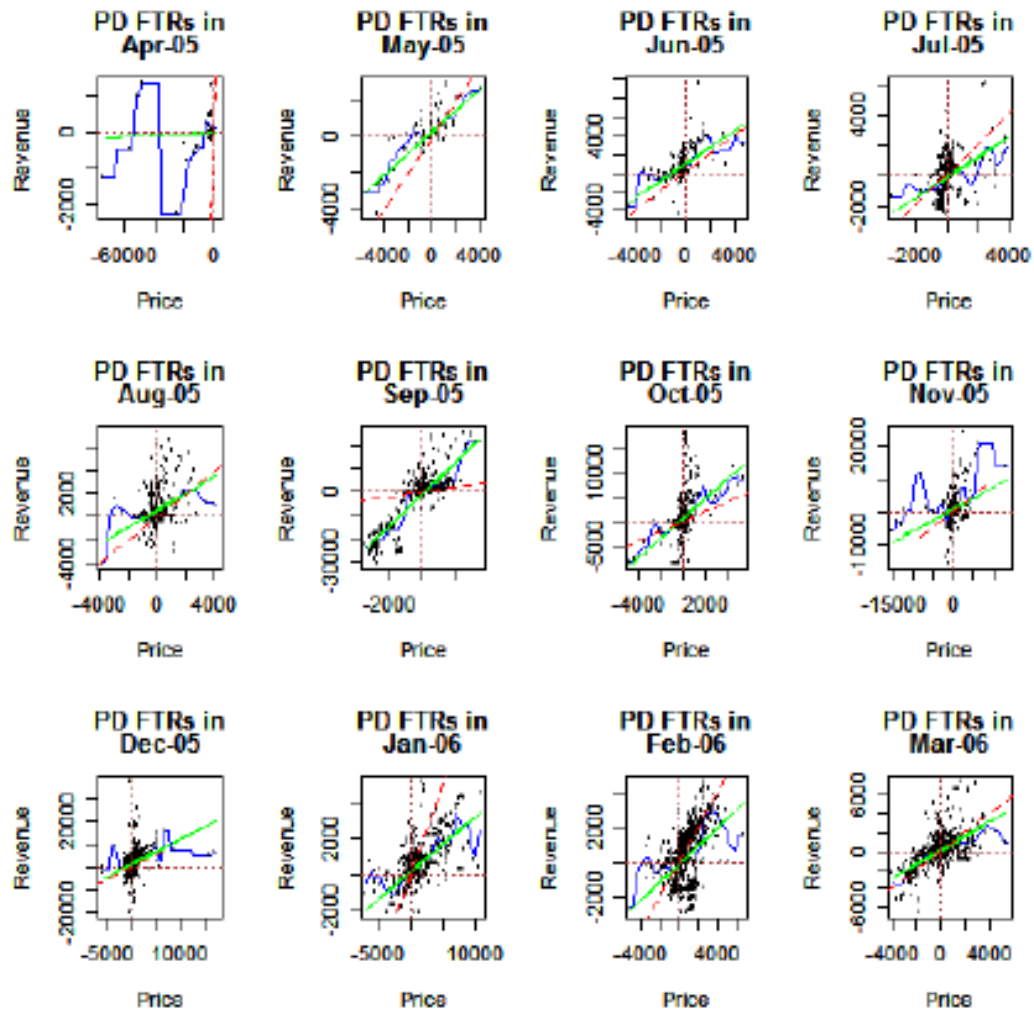 PD FTRs in
Apr-05
Revenue
0
-2000
-60000 0
Price
PD FTRs in
May-05
Revenue
0
-4000
-4000 0 4000
Price
PD FTRs in
Jun-05
Revenue
4000
-4000
-4000 0 4000
Price
PD FTRs in
Jul-05
Revenue
4000
-2000
-2000 4000
Price
PD FTRs in
Aug-05
Revenue
2000
-4000
-4000 0 4000
Price
PD FTRs in
Sep-05
Revenue
0
-30000
-2000
Price
PD FTRs in
Oct-05
Revenue
10000
-5000
-4000 2000
Price
PD FTRs in
Nov-05
Revenue
20000
-10000
-15000 0
Price
PD FTRs in
Dec-05
Revenue
20000
-20000
-5000 10000
Price
PD FTRs in
Jan-06
Revenue
2000
-2000
-5000 10000
Price
PD FTRs in
Feb-06
Revenue
2000
-2000
-4000 4000
Price
PD FTRs in
Mar-06
Revenue
6000
0
-6000
-4000 0 4000
Price